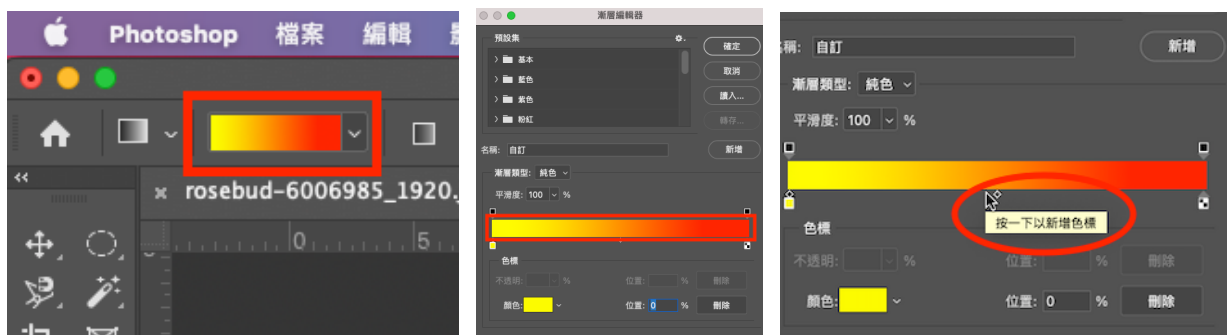 Photoshop 檔案 編輯
rosebud-6006985_1920.
0 5
漸層編輯器
預設集
基本
藍色
紫色
粉紅
確定
取消
讀入...
轉存...
名稱: 自訂
新增
漸層類型: 純色
平滑度: 100 %
色標
不透明: % 位置: % 刪除
顏色: 位置: 0 % 刪除
稱: 自訂
新增
漸層類型: 純色
平滑度: 100 %
按一下以新增色標
色標
不透明: % 位置: % 刪除
顏色: 位置: 0 % 刪除